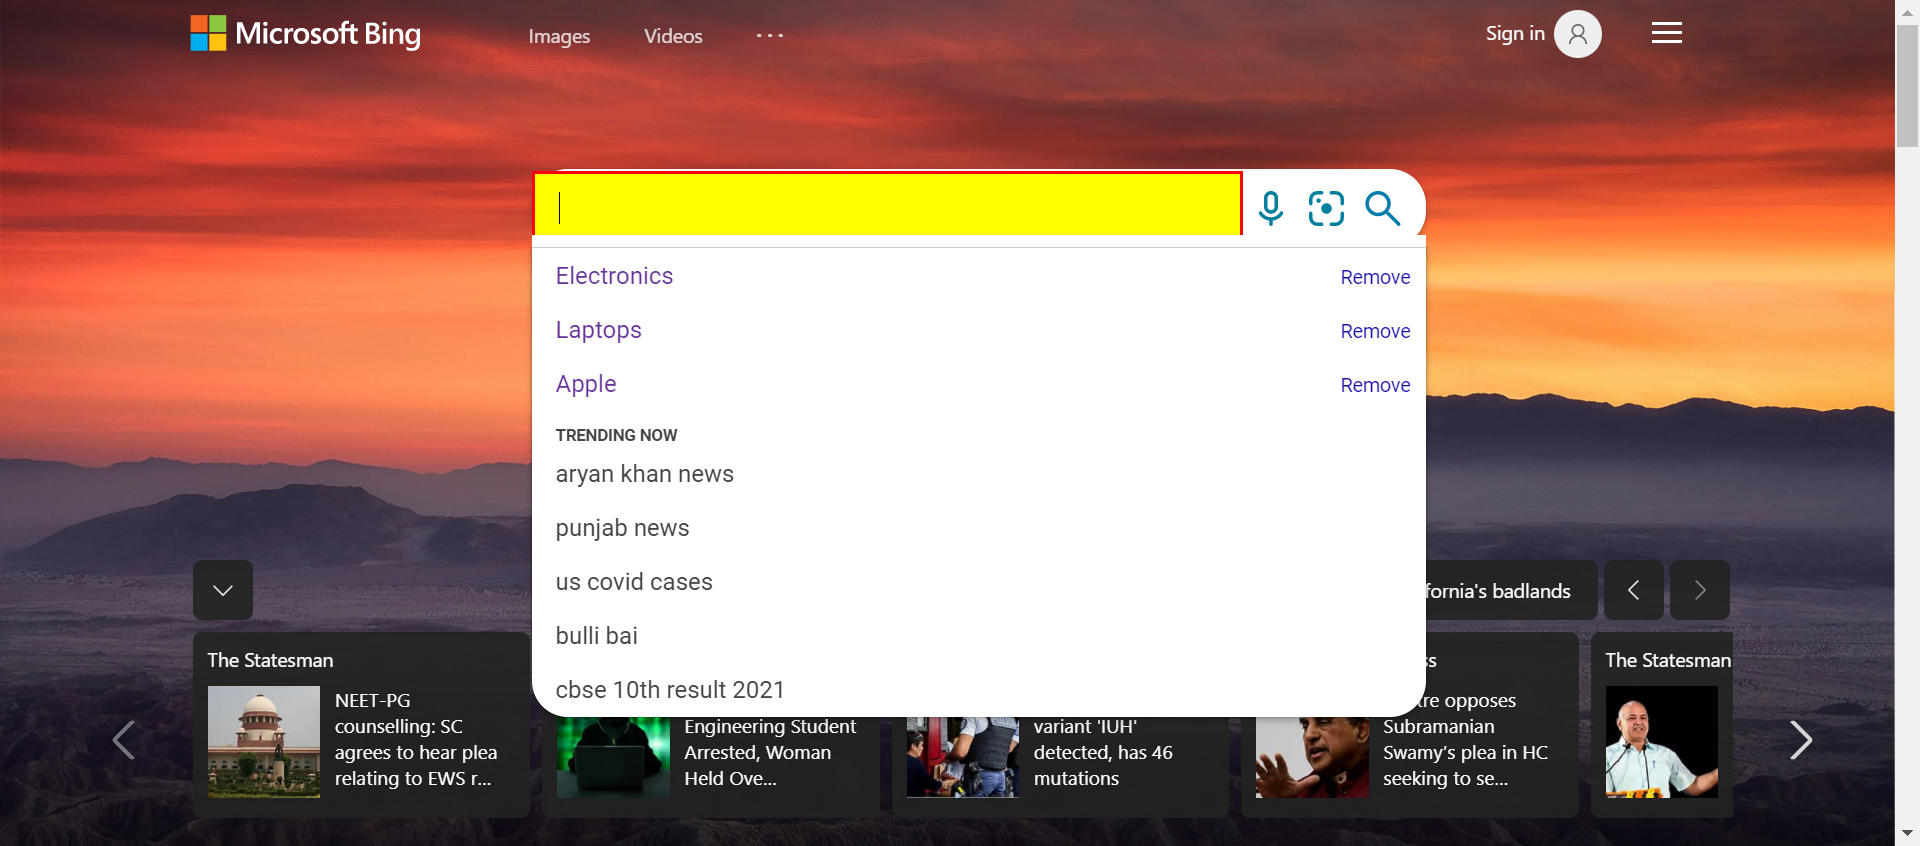 Microsoft Bing
Images
Videos
Sign in
Electronics
Remove
Laptops
Remove
Apple
Remove
TRENDING NOW
aryan khan news
punjab news
us covid cases
bulli bai
cbse 10th result 2021
fornia's badlands
The Statesman
NEET-PG
counselling: SC
agrees to hear plea
relating to EWS r...
Engineering Student
Arrested, Woman
Held Ove...
variant 'IUH'
detected, has 46
mutations
ss
tre opposes
Subramanian
Swamy's plea in HC
seeking to se...
The Statesman